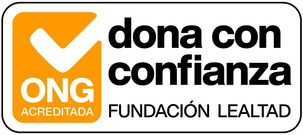 ONG
ACREDITADA
dona con
confianza
FUNDACIÓN LEALTAD